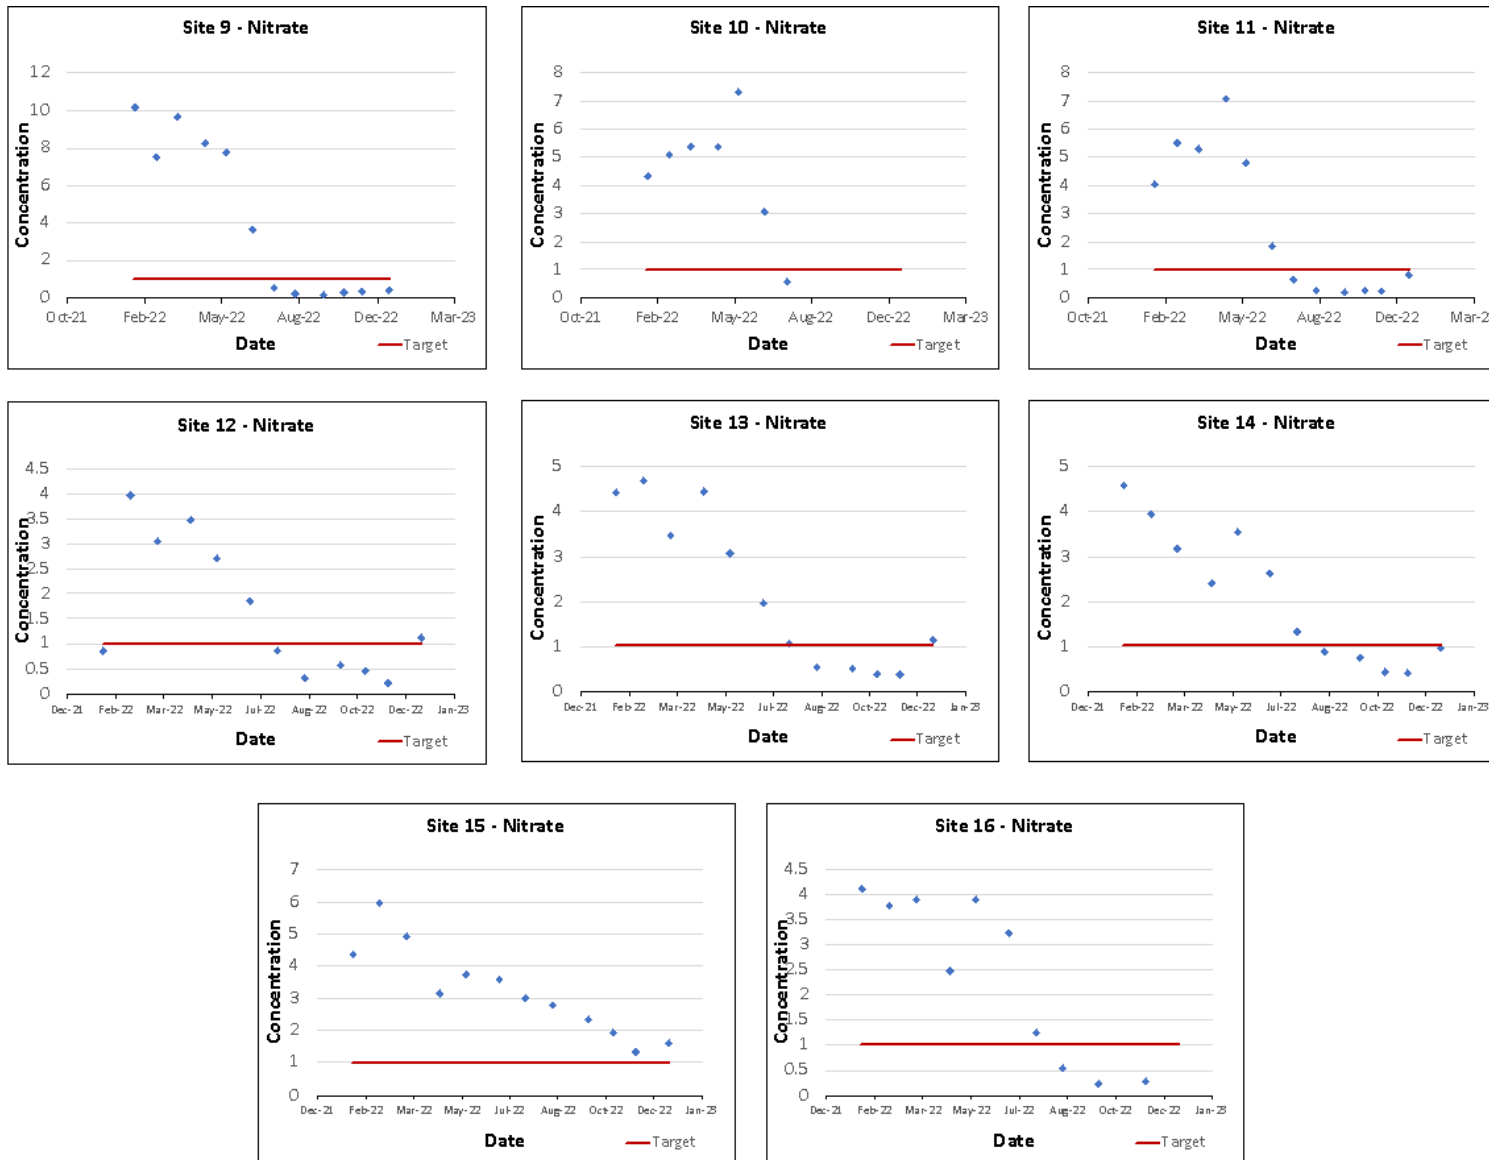 Site 9 - Nitrate
12
10
8
6
4
2
0
Concentration
Oct-21 Feb-22 May-22 Aug-22 Dec-22 Mar-23
Date
Target
Site 10 - Nitrate
8
7
6
5
4
3
2
1
0
Concentration
Oct-21 Feb-22 May-22 Aug-22 Dec-22 Mar-23
Date
Target
Site 11 - Nitrate
8
7
6
5
4
3
2
1
0
Concentration
Oct-21 Feb-22 May-22 Aug-22 Dec-22 Mar-2
Date
Target
Site 12 - Nitrate
4.5
4
3.5
3
2.5
2
1.5
1
0.5
0
Concentration
Dec-21 Feb-22 Mar-22 May-22 Jul-22 Aug-22 Oct-22 Dec-22 Jan-23
Date
Target
Site 13 - Nitrate
5
4
3
2
1
0
Concentration
Dec-21 Feb-22 Mar-22 May-22 Jul-22 Aug-22 Oct-22 Dec-22 Jan-23
Date
Target
Site 14 - Nitrate
5
4
3
2
1
0
Concentration
Dec-21 Feb-22 Mar-22 May-22 Jul-22 Aug-22 Oct-22 Dec-22 Jan-23
Date
Target
Site 15 - Nitrate
7
6
5
4
3
2
1
0
Concentration
Dec-21 Feb-22 Mar-22 May-22 Jul-22 Aug-22 Oct-22 Dec-22 Jan-23
Date
Target
Site 16 - Nitrate
4.5
4
3.5
3
2.5
2
1.5
1
0.5
0
Concentration
Dec-21 Feb-22 Mar-22 May-22 Jul-22 Aug-22 Oct-22 Dec-22 Jan-23
Date
Target